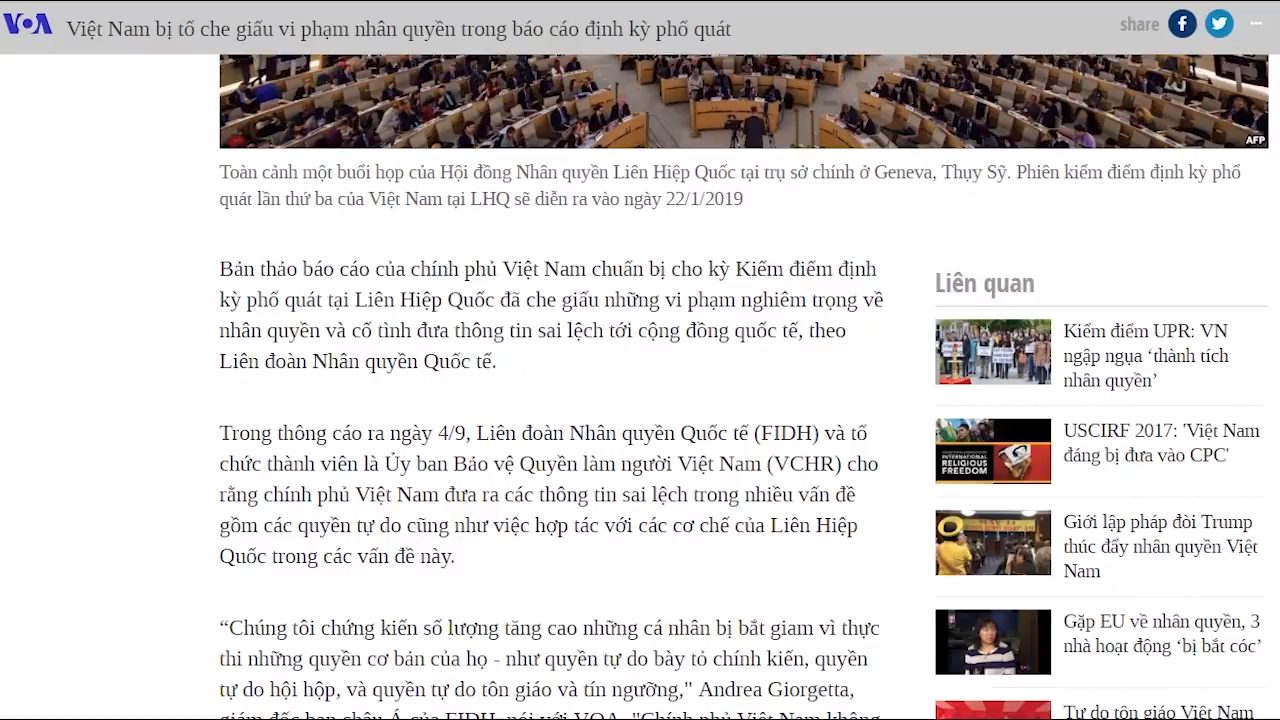 VOA
Việt Nam bị tố che giấu vi phạm nhân quyền trong báo cáo định kỳ phổ quát
share
AFP
Toàn cảnh một buổi họp của Hội đồng Nhân quyền Liên Hiệp Quốc tại trụ sở chính ở Geneva, Thụy Sỹ. Phiên kiểm điểm định kỳ phổ
quát lần thứ ba của Việt Nam tại LHQ sẽ diễn ra vào ngày 22/1/2019
Bản thảo báo cáo của chính phủ Việt Nam chuẩn bị cho kỳ Kiểm điểm định
kỳ phổ quát tại Liên Hiệp Quốc đã che giấu những vi phạm nghiêm trọng về
nhân quyền và cố tình đưa thông tin sai lệch tới cộng đồng quốc tế, theo
Liên đoàn Nhân quyền Quốc tế.
Trong thông cáo ra ngày 4/9, Liên đoàn Nhân quyền Quốc tế (FIDH) và tổ
chức thành viên là Ủy ban Bảo vệ Quyền làm người Việt Nam (VCHR) cho
rằng chính phủ Việt Nam đưa ra các thông tin sai lệch trong nhiều vấn đề
gồm các quyền tự do cũng như việc hợp tác với các cơ chế của Liên Hiệp
Quốc trong các vấn đề này.
“Chúng tôi chứng kiến số lượng tăng cao những cá nhân bị bắt giam vì thực
thi những quyền cơ bản của họ - như quyền tự do bày tỏ chính kiến, quyền
tự do hội hộp, và quyền tự do tôn giáo và tín ngưỡng," Andrea Giorgetta,
giám đốc ban châu Á của FIDH, nói với VOA. "Chính phủ Việt Nam không
Liên quan
Kiểm điểm UPR: VN
ngập ngụa ‘thành tích
nhân quyền’
INTERNATIONAL
RELIGIOUS
FREEDOM
USCIRF 2017: 'Việt Nam
đáng bị đưa vào CPC'
Giới lập pháp đòi Trump
thúc đẩy nhân quyền Việt
Nam
Gặp EU về nhân quyền, 3
nhà hoạt động ‘bị bắt cóc’
Tự do tôn giáo Việt Nam